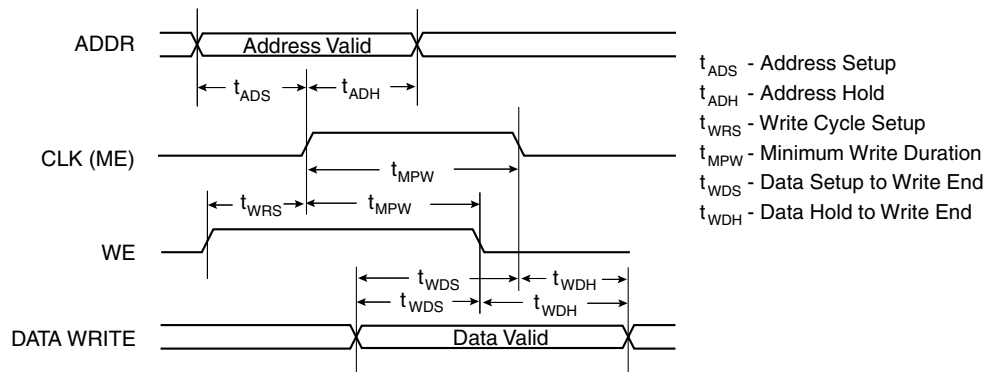 ADDR
Address Valid
tADS
tADH
CLK (ME)
tMPW
tWRS
tMPW
WE
tWDS
tWDH
tWDS
tWDH
DATA WRITE
Data Valid
tADS - Address Setup
tADH - Address Hold
tWRS - Write Cycle Setup
tMPW - Minimum Write Duration
tWDS - Data Setup to Write End
tWDH - Data Hold to Write End